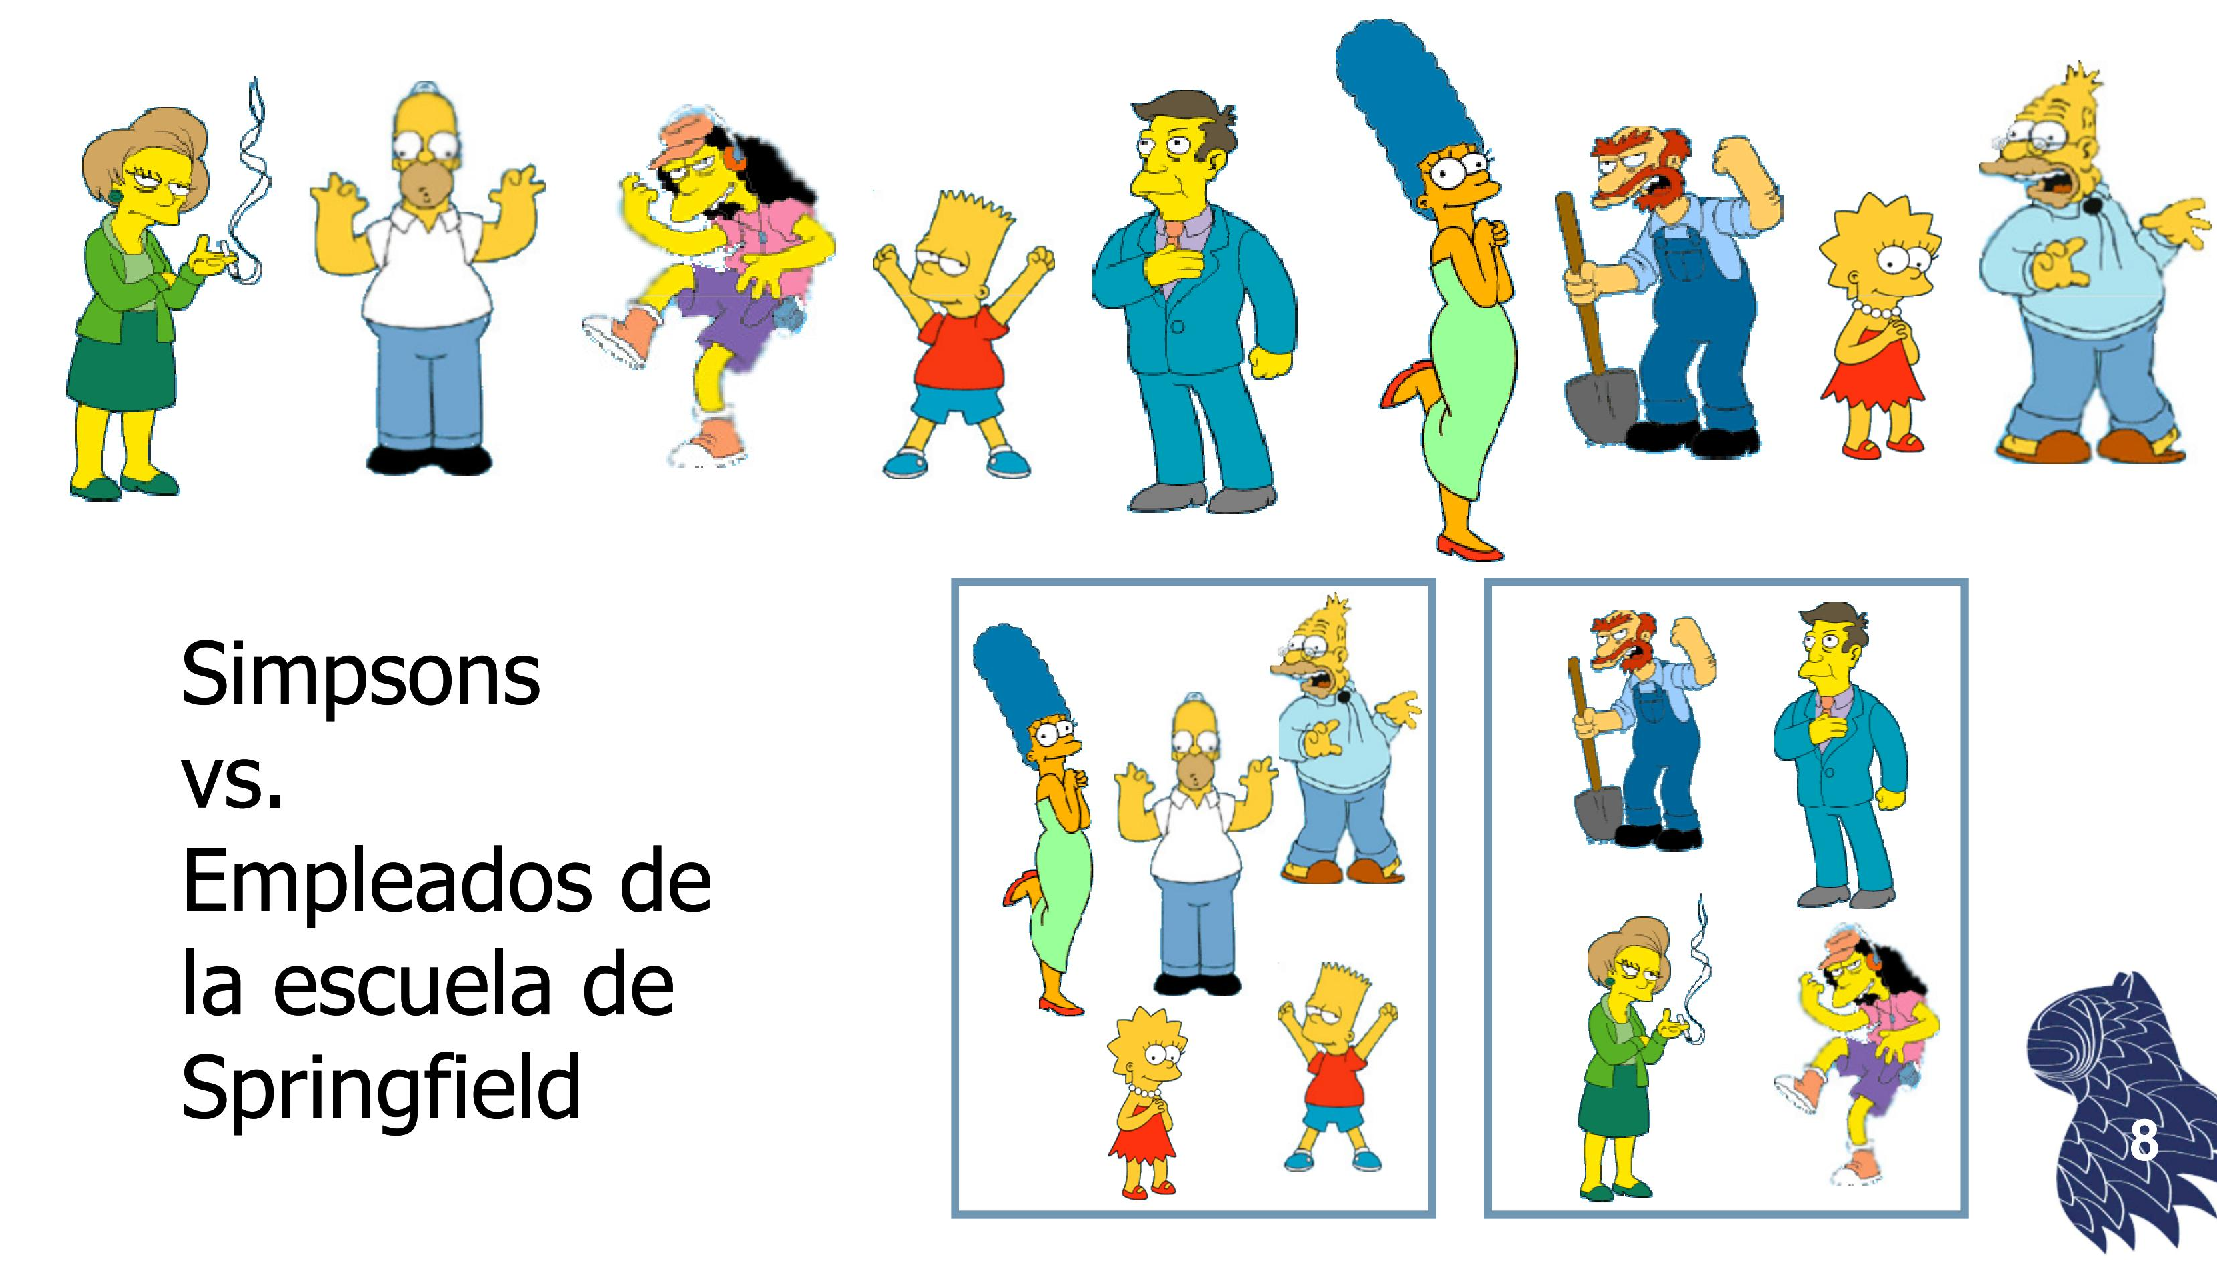 Simpsons
vs.
Empleados de
la escuela de
Springfield
8